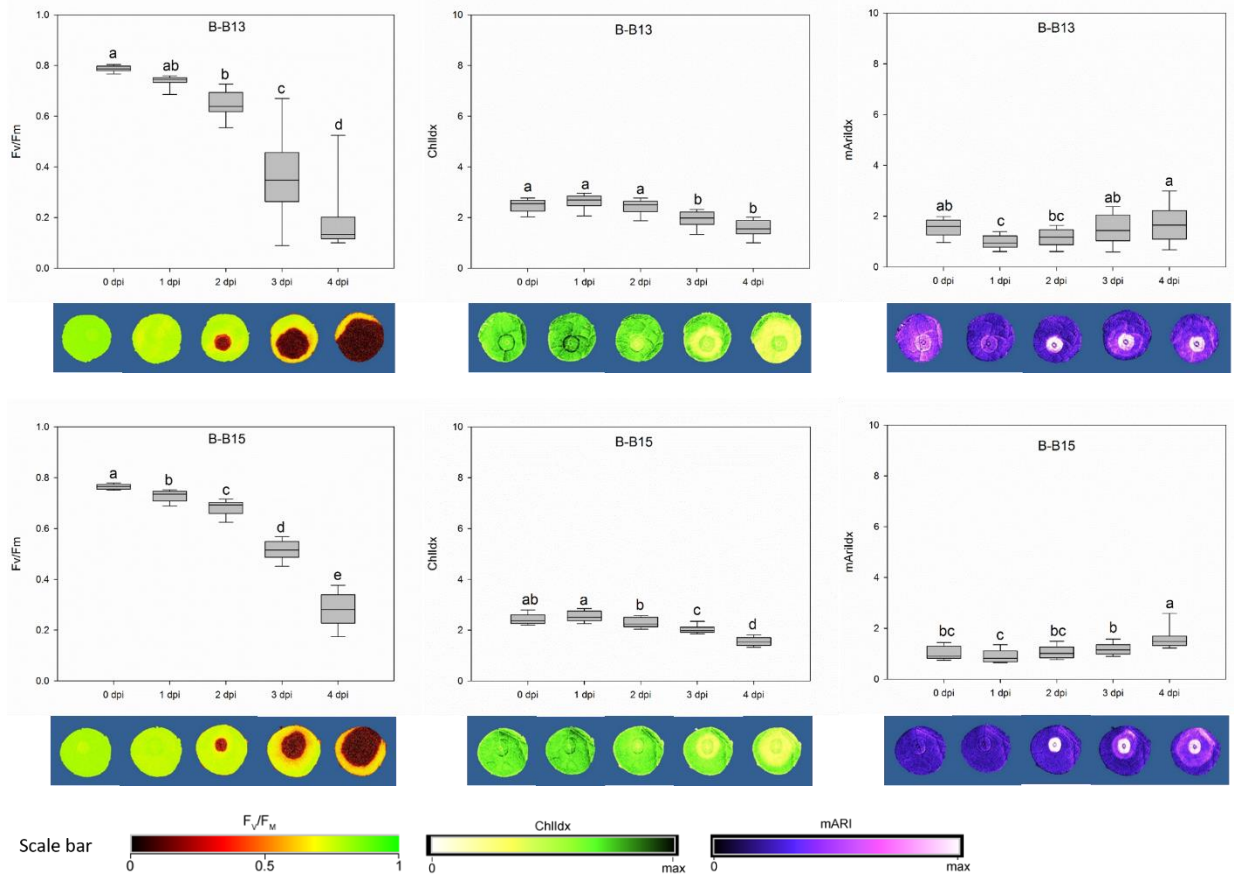 B-B13
Fv/Fm
1.0
0.8
0.6
0.4
0.2
0.0
a
ab
b
c
d
0 dpi 1 dpi 2 dpi 3 dpi 4 dpi
B-B13
ChlIdx
10
8
6
4
2
0
a
a
a
b
b
0 dpi 1 dpi 2 dpi 3 dpi 4 dpi
B-B13
mAriIdx
10
8
6
4
2
0
ab
c
bc
ab
a
0 dpi 1 dpi 2 dpi 3 dpi 4 dpi
B-B15
Fv/Fm
1.0
0.8
0.6
0.4
0.2
0.0
a
b
c
d
e
0 dpi 1 dpi 2 dpi 3 dpi 4 dpi
B-B15
ChlIdx
10
8
6
4
2
0
ab
a
b
c
d
0 dpi 1 dpi 2 dpi 3 dpi 4 dpi
B-B15
mAriIdx
10
8
6
4
2
0
bc
c
bc
b
a
0 dpi 1 dpi 2 dpi 3 dpi 4 dpi
Scale bar
FV/FM
0 0.5 1
ChlIdx
0 max
mARI
0 max